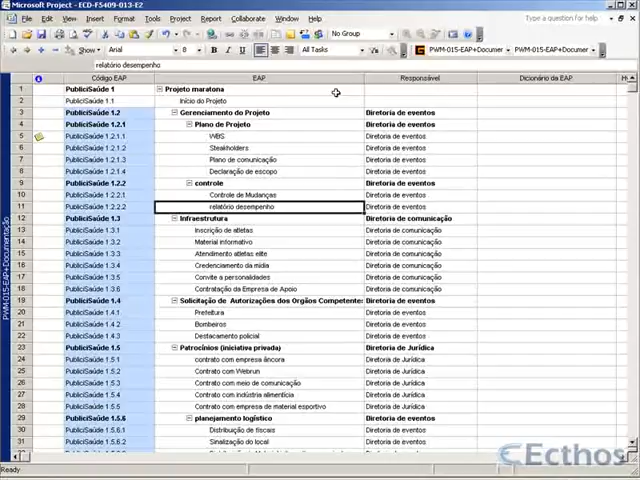 Microsoft Project - ECD-F5409-013-E2
File Edit View Insert Format Tools Project Report Collaborate Window Help
Type a question for help
No Group
Show Arial 8 B I U All Tasks PWM-015-EAP+Documer PWM-015-EAP+Documer
relatório desempenho
Código EAP EAP Responsável Dicionário da EAP
1 PubliciSaúde 1 Projeto maratona
2 PubliciSaúde 1.1 Início do Projeto
3 PubliciSaúde 1.2 Gerenciamento do Projeto Diretoria de eventos
4 PubliciSaúde 1.2.1 Plano de Projeto Diretoria de eventos
5 PubliciSaúde 1.2.1.1 WBS Diretoria de eventos
6 PubliciSaúde 1.2.1.2 Steakholders Diretoria de eventos
7 PubliciSaúde 1.2.1.3 Plano de comunicação Diretoria de eventos
8 PubliciSaúde 1.2.1.4 Declaração de escopo Diretoria de eventos
9 PubliciSaúde 1.2.2 controle Diretoria de eventos
10 PubliciSaúde 1.2.2.1 Controle de Mudanças Diretoria de eventos
11 PubliciSaúde 1.2.2.2 relatório desempenho Diretoria de eventos
12 PubliciSaúde 1.3 Infraestrutura Diretoria de comunicação
13 PubliciSaúde 1.3.1 Inscrição de atletas Diretoria de comunicação
14 PubliciSaúde 1.3.2 Material informativo Diretoria de comunicação
15 PubliciSaúde 1.3.3 Atendimento atletas elite Diretoria de comunicação
16 PubliciSaúde 1.3.4 Credenciamento da mídia Diretoria de comunicação
17 PubliciSaúde 1.3.5 Convite a personalidades Diretoria de comunicação
18 PubliciSaúde 1.3.6 Contratação da Empresa de Apoio Diretoria de comunicação
19 PubliciSaúde 1.4 Solicitação de Autorizações dos Orgãos Competentes Diretoria de eventos
20 PubliciSaúde 1.4.1 Prefeitura Diretoria de eventos
21 PubliciSaúde 1.4.2 Bombeiros Diretoria de eventos
22 PubliciSaúde 1.4.3 Destacamento policial Diretoria de eventos
23 PubliciSaúde 1.5 Patrocínios (iniciativa privada) Diretoria de Jurídica
24 PubliciSaúde 1.5.1 contrato com empresa âncora Diretoria de Jurídica
25 PubliciSaúde 1.5.2 Contrato com Webrun Diretoria de Jurídica
26 PubliciSaúde 1.5.3 Contrato com meio de comunicação Diretoria de Jurídica
27 PubliciSaúde 1.5.4 Contrato com indústria alimentícia Diretoria de Jurídica
28 PubliciSaúde 1.5.5 Contrato com empresa de material esportivo Diretoria de Jurídica
29 PubliciSaúde 1.5.6 planejamento logístico Diretoria de eventos
30 PubliciSaúde 1.5.6.1 Distribuição de fiscais Diretoria de eventos
31 PubliciSaúde 1.5.6.2 Sinalização do local Diretoria de eventos
PWM-015-EAP+Documentação
Ecthos
Ready